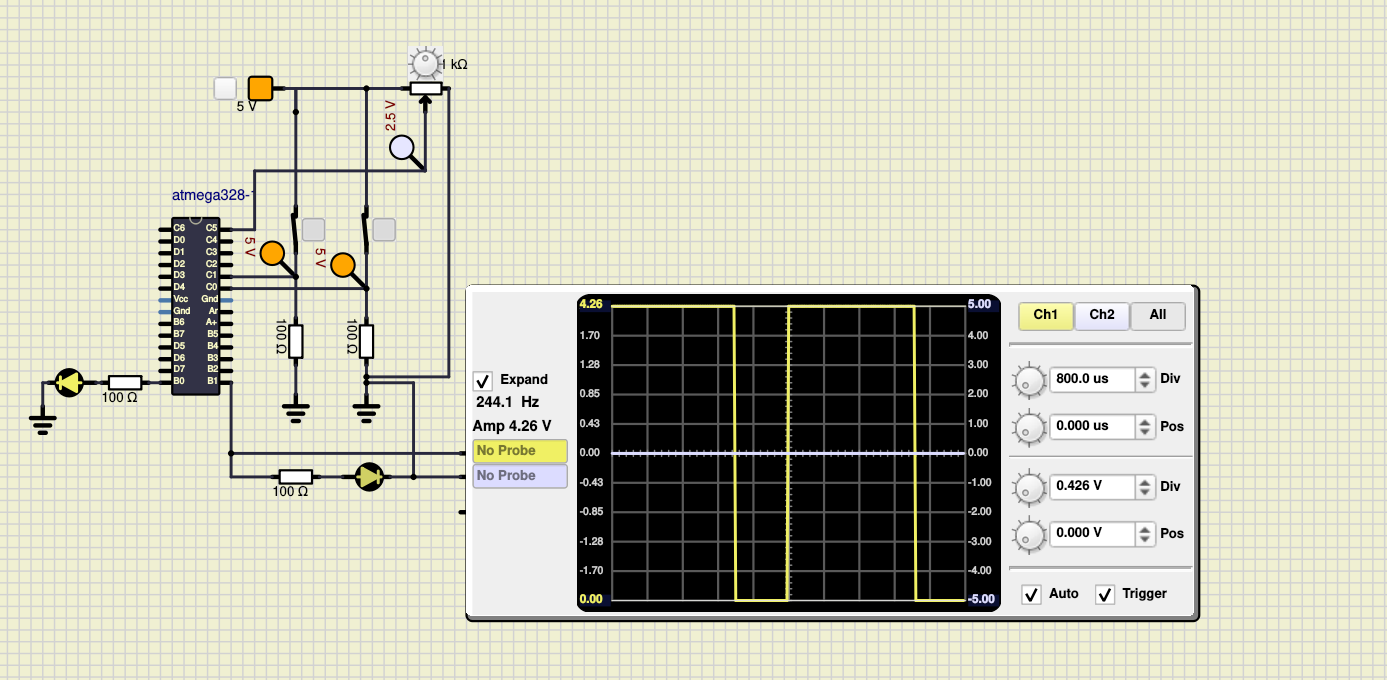 1 kΩ
5 V
2.5 V
atmega328-
C6 C5
D0 C4
D1 C3
D2 C2
D3 C1
D4 C0
Vcc Gnd
Gnd Ar
B6 A+
B7 B5
D5 B4
D6 B3
D7 B2
B0 B1
5 V
5 V
100 Ω
100 Ω
100 Ω
100 Ω
Expand
244.1 Hz
Amp 4.26 V
No Probe
No Probe
4.26 5.00
1.70 4.00
1.28 3.00
0.85 2.00
0.43 1.00
0.00 0.00
-0.43 -1.00
-0.85 -2.00
-1.28 -3.00
-1.70 -4.00
0.00 -5.00
Ch1 Ch2 All
800.0 us Div
0.000 us Pos
0.426 V Div
0.000 V Pos
Auto Trigger